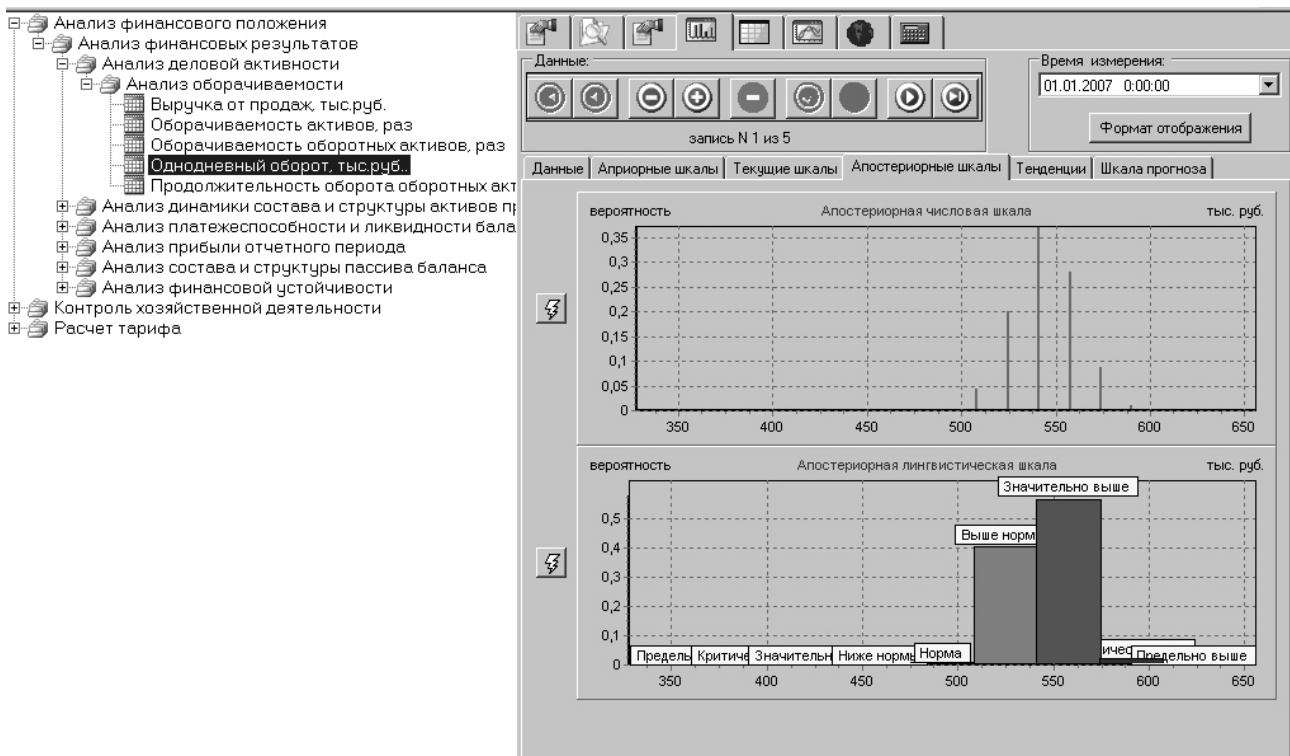 Анализ финансового положения
Анализ финансовых результатов
Анализ деловой активности
Анализ оборачиваемости
Выручка от продаж, тыс.руб.
Оборачиваемость активов, раз
Оборачиваемость оборотных активов, раз
Однодневный оборот, тыс.руб..
Продолжительность оборота оборотных акт
Анализ динамики состава и структуры активов п
Анализ платежеспособности и ликвидности бала
Анализ прибыли отчетного периода
Анализ состава и структуры пассива баланса
Анализ финансовой устойчивости
Контроль хозяйственной деятельности
Расчет тарифа
Данные:
запись N 1 из 5
Время измерения:
01.01.2007 0:00:00
Формат отображения
Данные Априорные шкалы Текущие шкалы Апостериорные шкалы Тенденции Шкала прогноза
вероятность Апостериорная числовая шкала тыс. руб.
0,35
0,3
0,25
0,2
0,15
0,1
0,05
0
350 400 450 500 550 600 650
вероятность Апостериорная лингвистическая шкала тыс. руб.
Значительно выше
0,5
Выше норм
0,4
0,3
0,2
0,1
0
Предель Критиче Значительн Ниже нормы Норма ичес Предельно выше
350 400 450 500 550 600 650